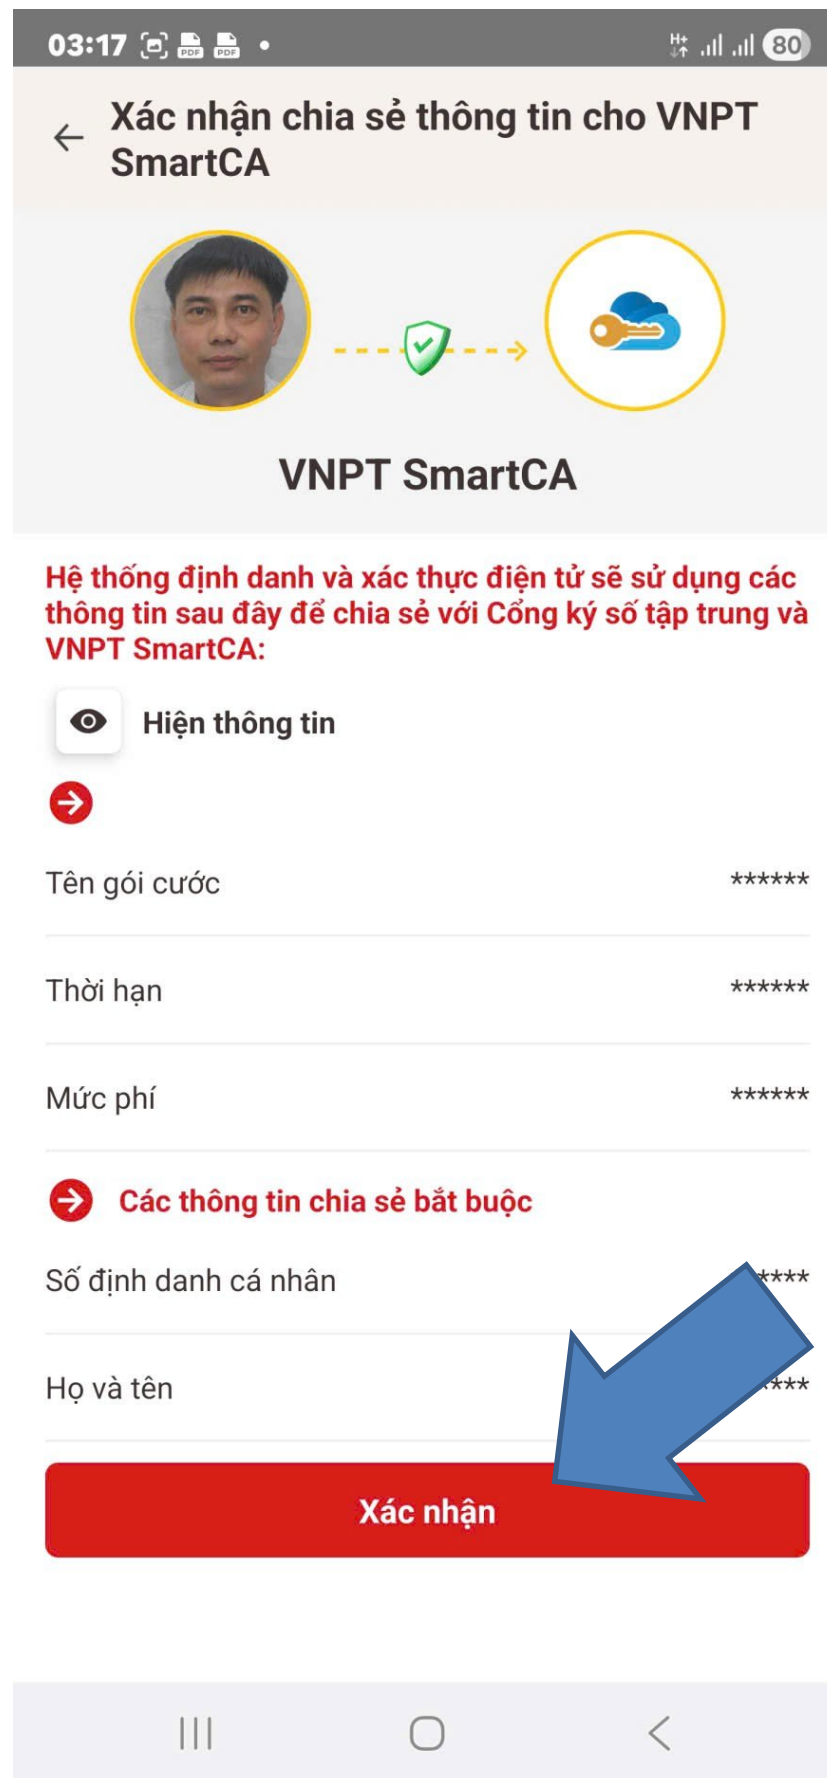 03:17
H+
80
PDF
PDF
Xác nhận chia sẻ thông tin cho VNPT
SmartCA
VNPT SmartCA
Hệ thống định danh và xác thực điện tử sẽ sử dụng các
thông tin sau đây để chia sẻ với Cổng ký số tập trung và
VNPT SmartCA:
Hiện thông tin
Tên gói cước ******
Thời hạn ******
Mức phí ******
Các thông tin chia sẻ bắt buộc
Số định danh cá nhân ****
Họ và tên ****
Xác nhận